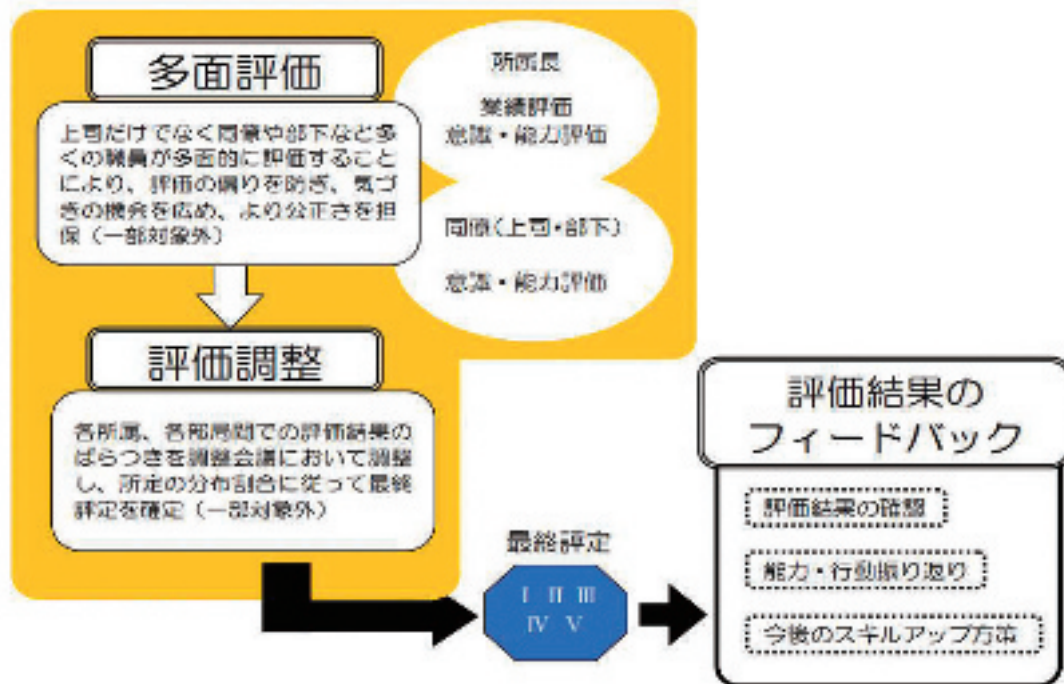 多面評価
上司だけでなく同僚や部下など多
くの職員が多面的に評価すること
により、評価の偏りを防ぎ、気づ
きの機会を広め、より公正さを担
保（一部対象外）
所属長
業績評価
意識・能力評価
同僚（上司・部下）
意識・能力評価
評価調整
各所属、各部局間での評価結果の
ばらつきを調整会議において調整
し、所定の分布割合に従って最終
評定を確定（一部対象外）
最終評定
Ⅰ Ⅱ Ⅲ
Ⅳ Ⅴ
評価結果の
フィードバック
評価結果の確認
能力・行動振り返り
今後のスキルアップ方策